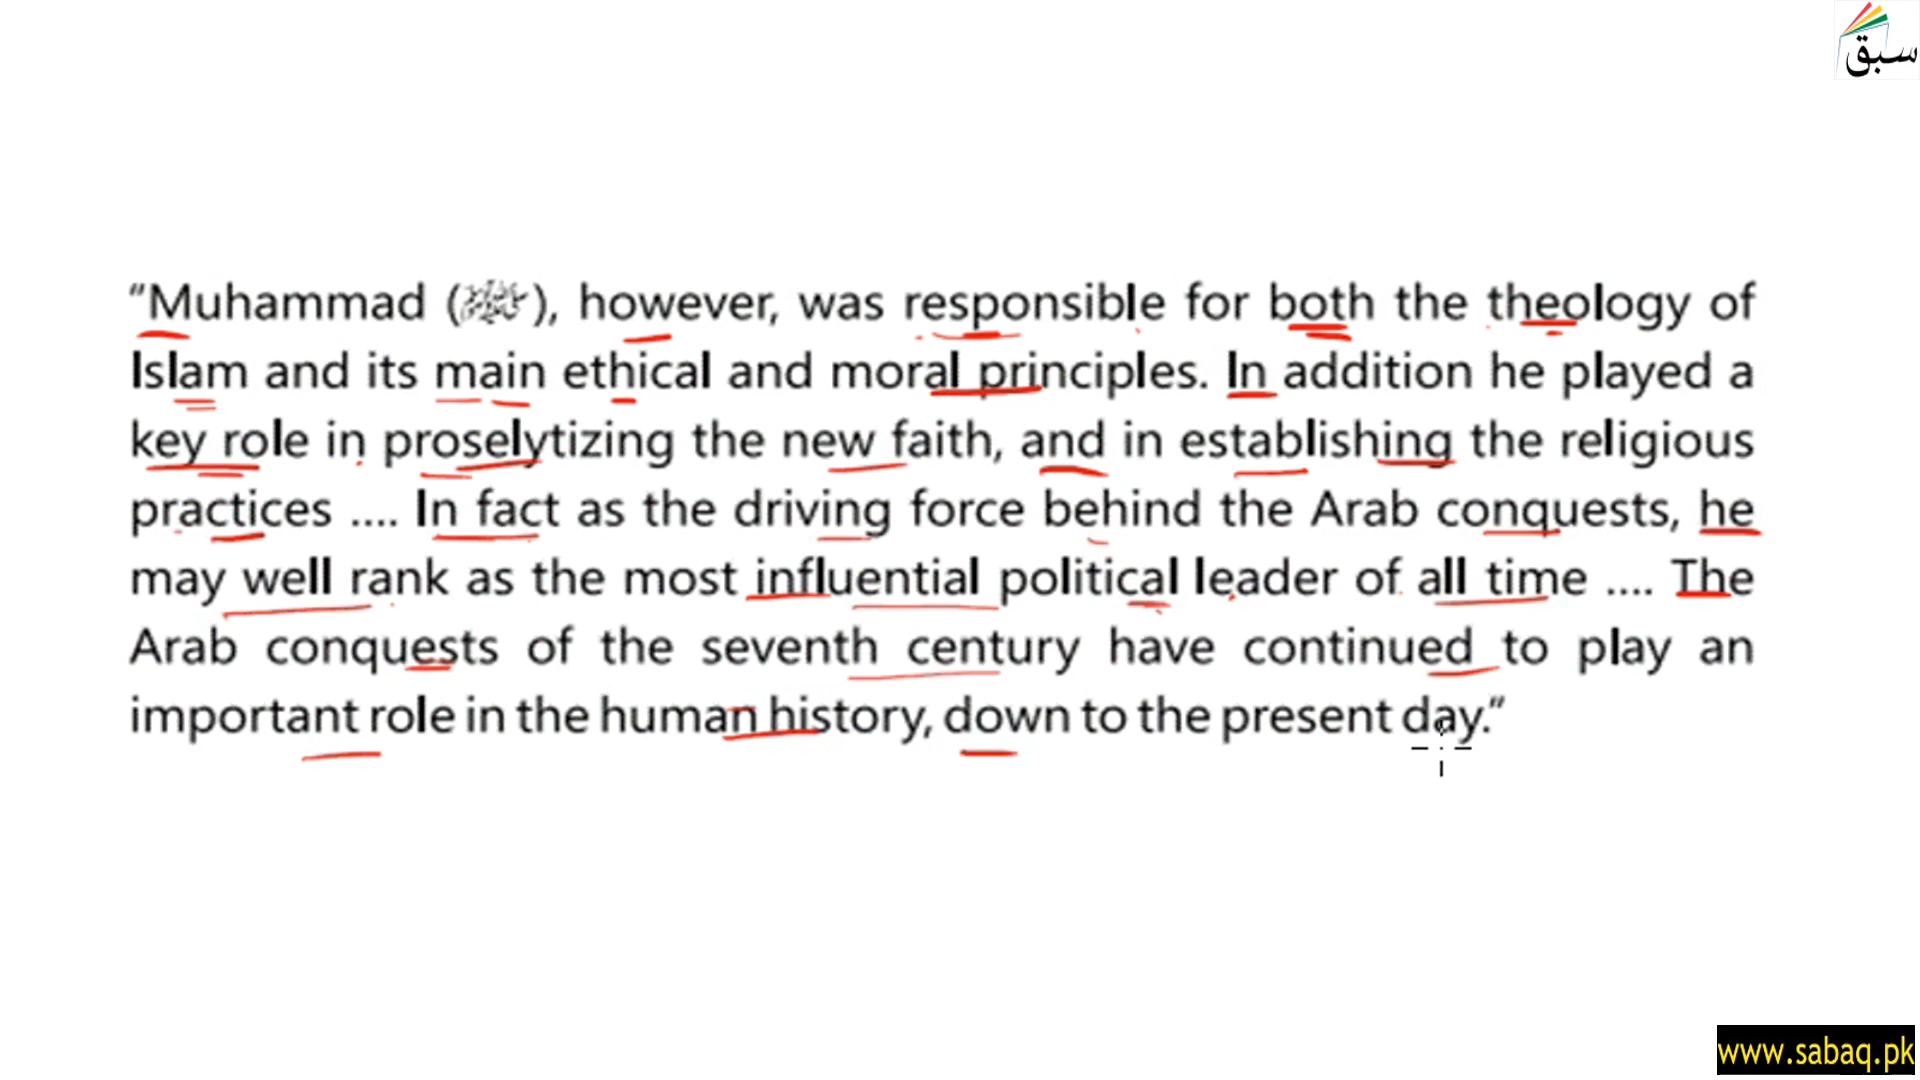 سبق
“Muhammad (ﷺ), however, was responsible for both the theology of
Islam and its main ethical and moral principles. In addition he played a
key role in proselytizing the new faith, and in establishing the religious
practices .... In fact as the driving force behind the Arab conquests, he
may well rank as the most influential political leader of all time .... The
Arab conquests of the seventh century have continued to play an
important role in the human history, down to the present day.”
www.sabaq.pk